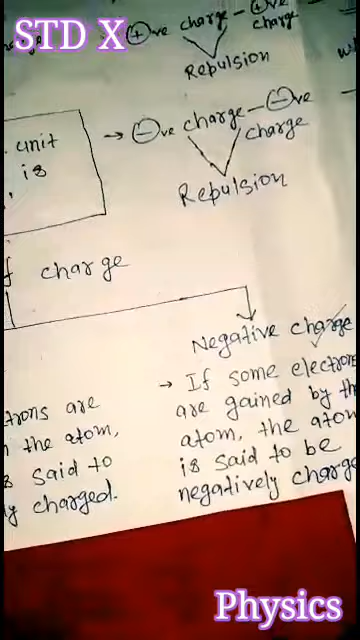 STD X
⊕ve charge - ⊕ve
charge
Repulsion
unit
is
→ ⊖ve charge - ⊖ve
charge
Repulsion
charge
Negative charge
→ If some electrons
are gained by the
atom, the atom
is said to be
negatively charge
trons are
the atom,
said to
y charged.
Physics